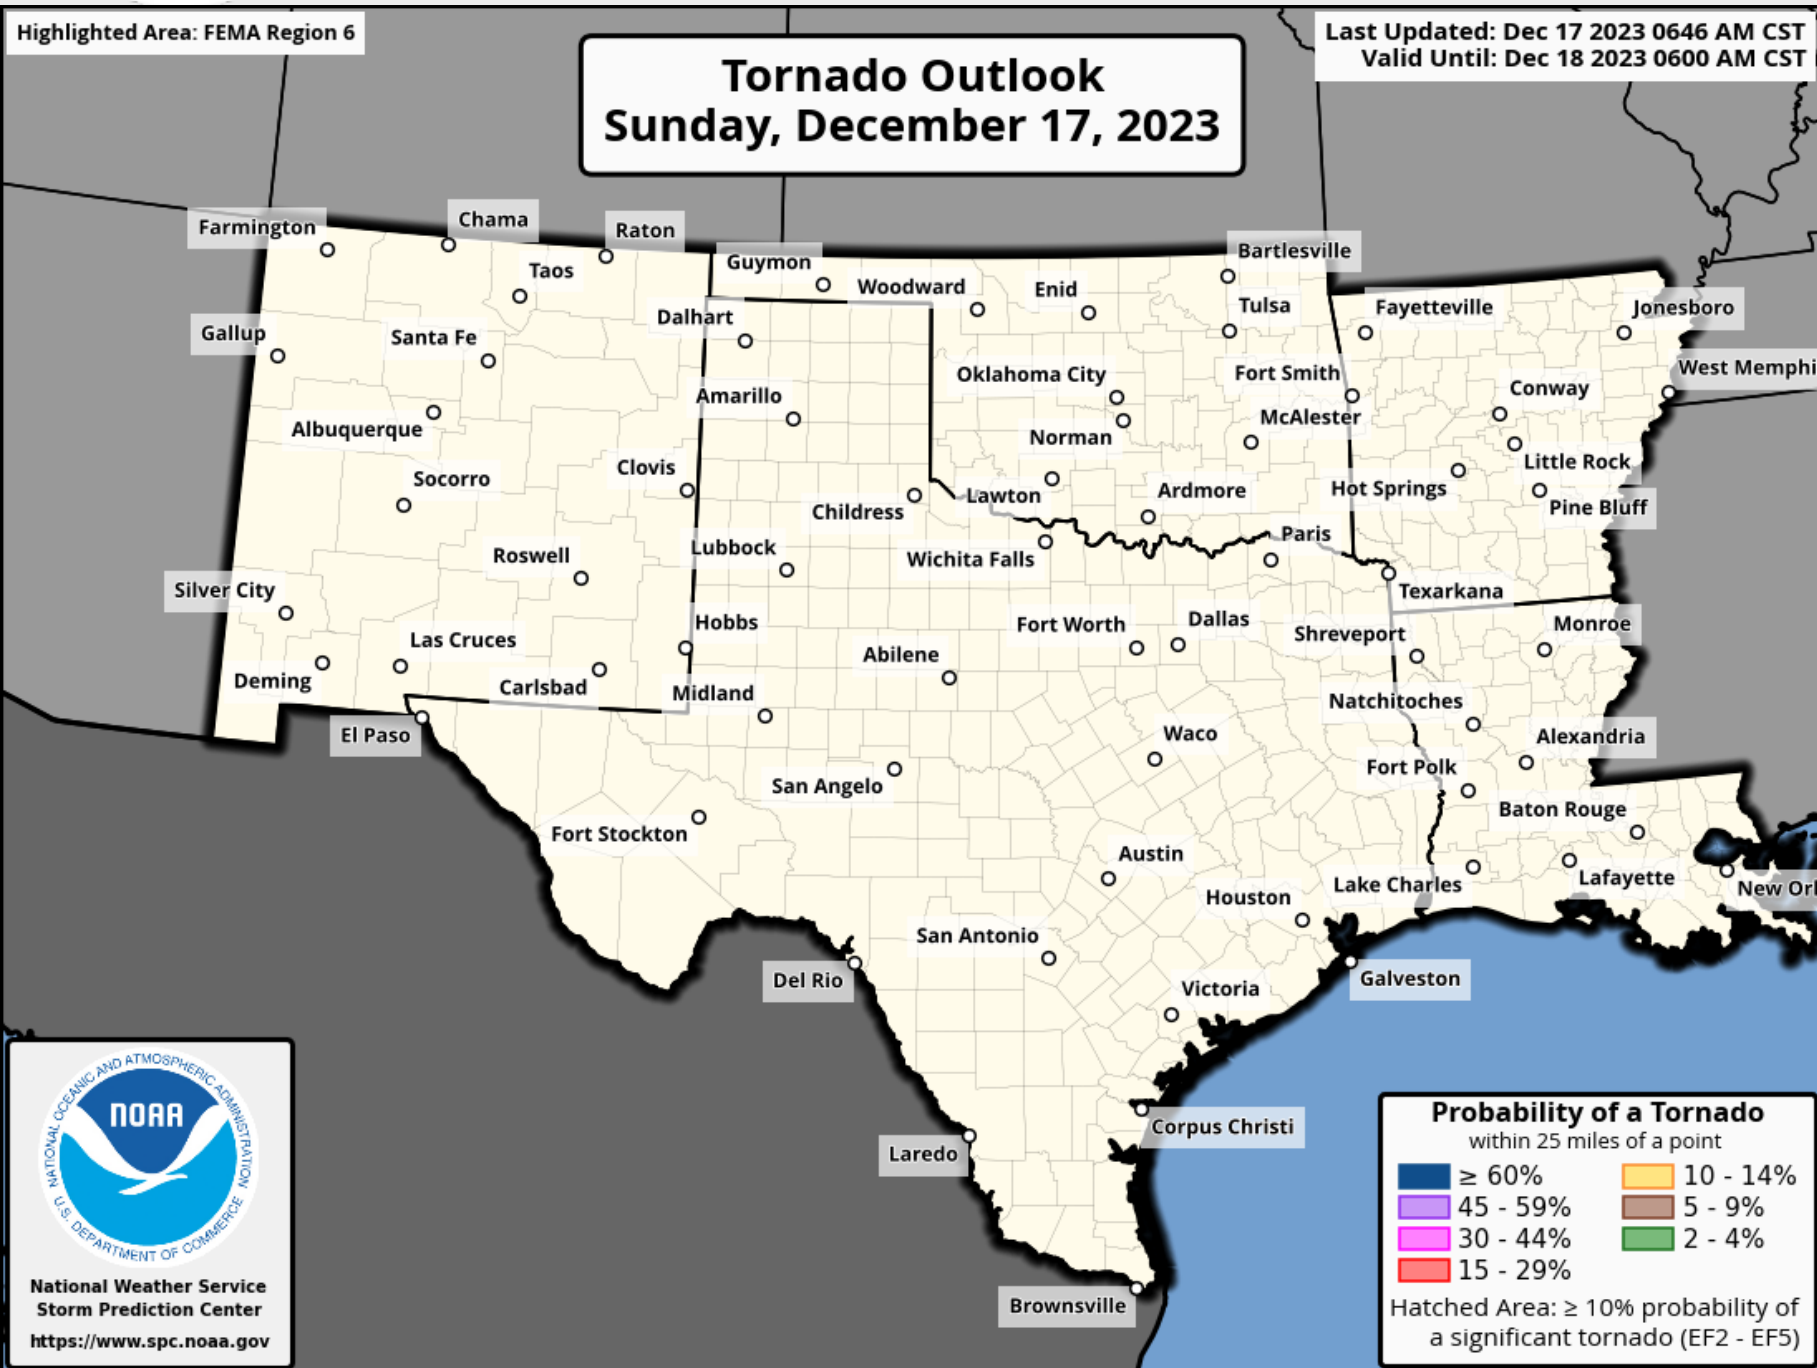 Highlighted Area: FEMA Region 6
Last Updated: Dec 17 2023 0646 AM CST
Valid Until: Dec 18 2023 0600 AM CST
Tornado Outlook
Sunday, December 17, 2023
Farmington
Chama
Raton
Taos
Guymon
Woodward
Enid
Bartlesville
Tulsa
Fayetteville
Jonesboro
Gallup
Santa Fe
Dalhart
Oklahoma City
Fort Smith
Conway
West Memphi
Albuquerque
Amarillo
Norman
McAlester
Little Rock
Socorro
Clovis
Childress
Lawton
Ardmore
Hot Springs
Pine Bluff
Roswell
Lubbock
Wichita Falls
Paris
Texarkana
Silver City
Hobbs
Fort Worth
Dallas
Shreveport
Monroe
Las Cruces
Deming
Carlsbad
Midland
Abilene
Natchitoches
El Paso
Waco
Alexandria
San Angelo
Fort Polk
Fort Stockton
Baton Rouge
Austin
Houston
Lake Charles
Lafayette
New Orl
San Antonio
Del Rio
Victoria
Galveston
Corpus Christi
Laredo
Brownsville
NATIONAL OCEANIC AND ATMOSPHERIC ADMINISTRATION
NOAA
U.S. DEPARTMENT OF COMMERCE
National Weather Service
Storm Prediction Center
https://www.spc.noaa.gov
Probability of a Tornado
within 25 miles of a point
≥ 60%
10 - 14%
45 - 59%
5 - 9%
30 - 44%
2 - 4%
15 - 29%
Hatched Area: ≥ 10% probability of
a significant tornado (EF2 - EF5)